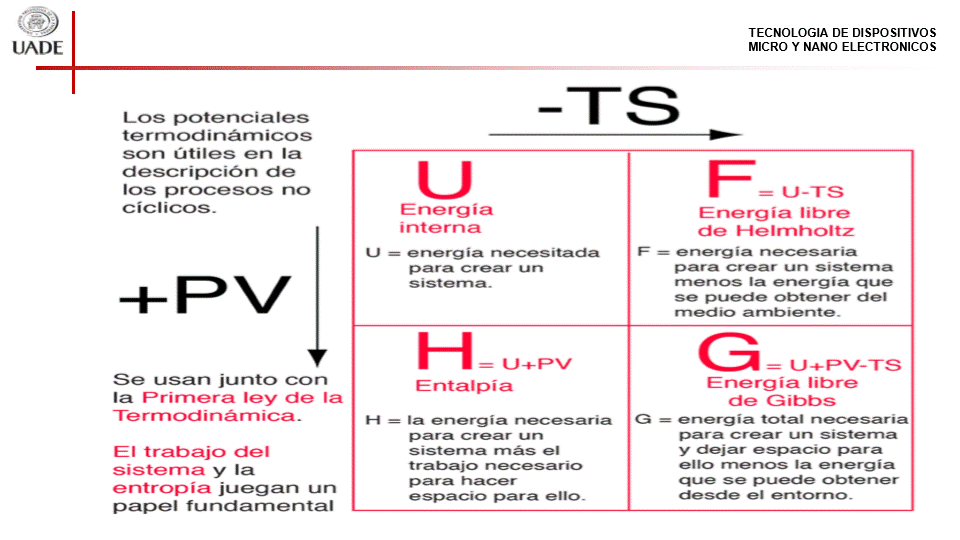 UADE
TECNOLOGIA DE DISPOSITIVOS
MICRO Y NANO ELECTRONICOS
Los potenciales
termodinámicos
son útiles en la
descripción de
los procesos no
cíclicos.
-TS
+PV
Se usan junto con
la Primera ley de la
Termodinámica.
El trabajo del
sistema y la
entropía juegan un
papel fundamental
U
Energía
interna
U = energía necesitada
para crear un
sistema.
F = U-TS
Energía libre
de Helmholtz
F = energía necesaria
para crear un sistema
menos la energía que
se puede obtener del
medio ambiente.
H = U+PV
Entalpía
H = la energía necesaria
para crear un
sistema más el
trabajo necesario
para hacer
espacio para ello.
G = U+PV-TS
Energía libre
de Gibbs
G = energía total necesaria
para crear un sistema
y dejar espacio para
ello menos la energía
que se puede obtener
desde el entorno.